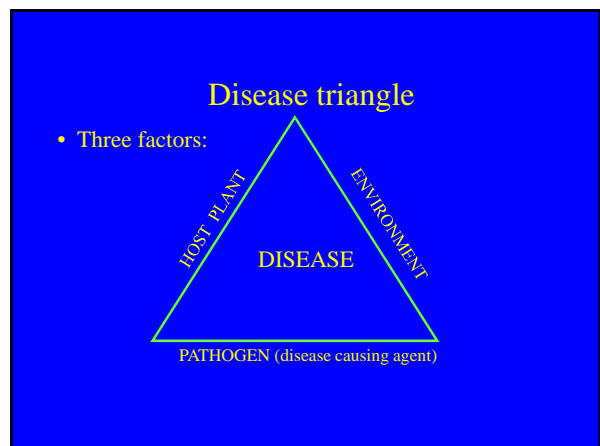 Disease triangle
• Three factors:
HOST PLANT
ENVIRONMENT
DISEASE
PATHOGEN (disease causing agent)